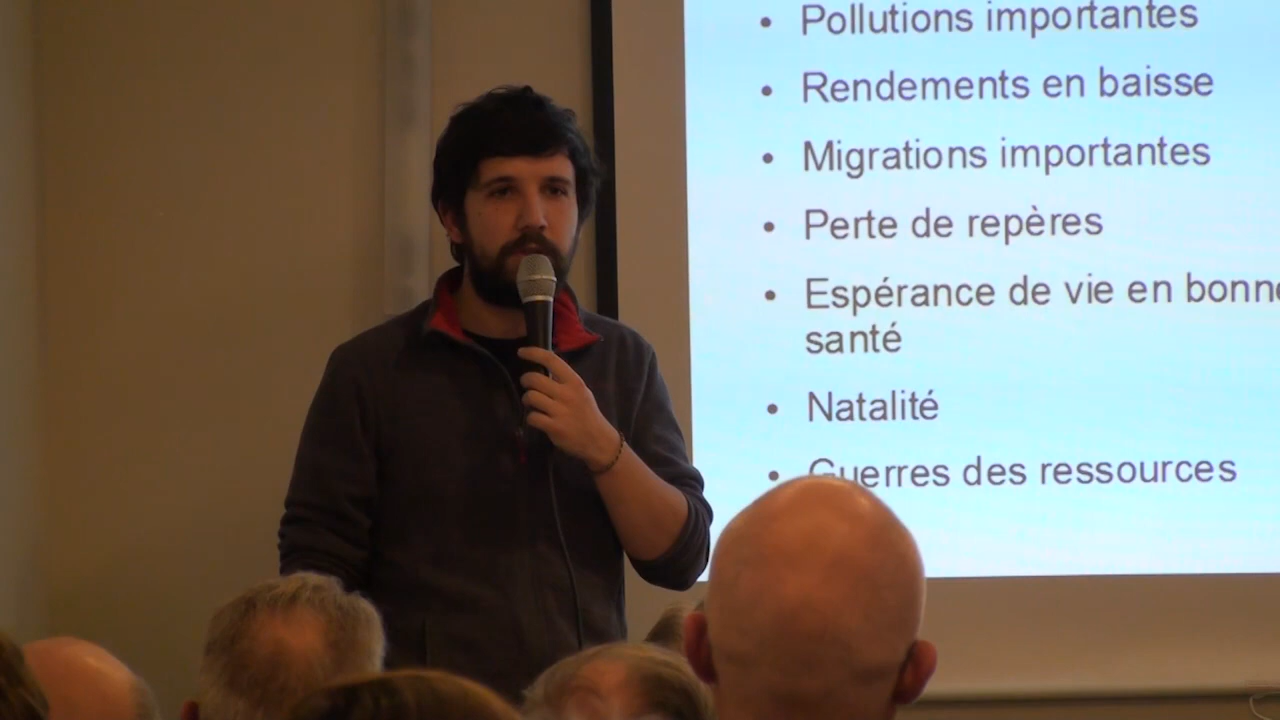 • Pollutions importantes
• Rendements en baisse
• Migrations importantes
• Perte de repères
• Espérance de vie en bonne
santé
• Natalité
• Guerres des ressources